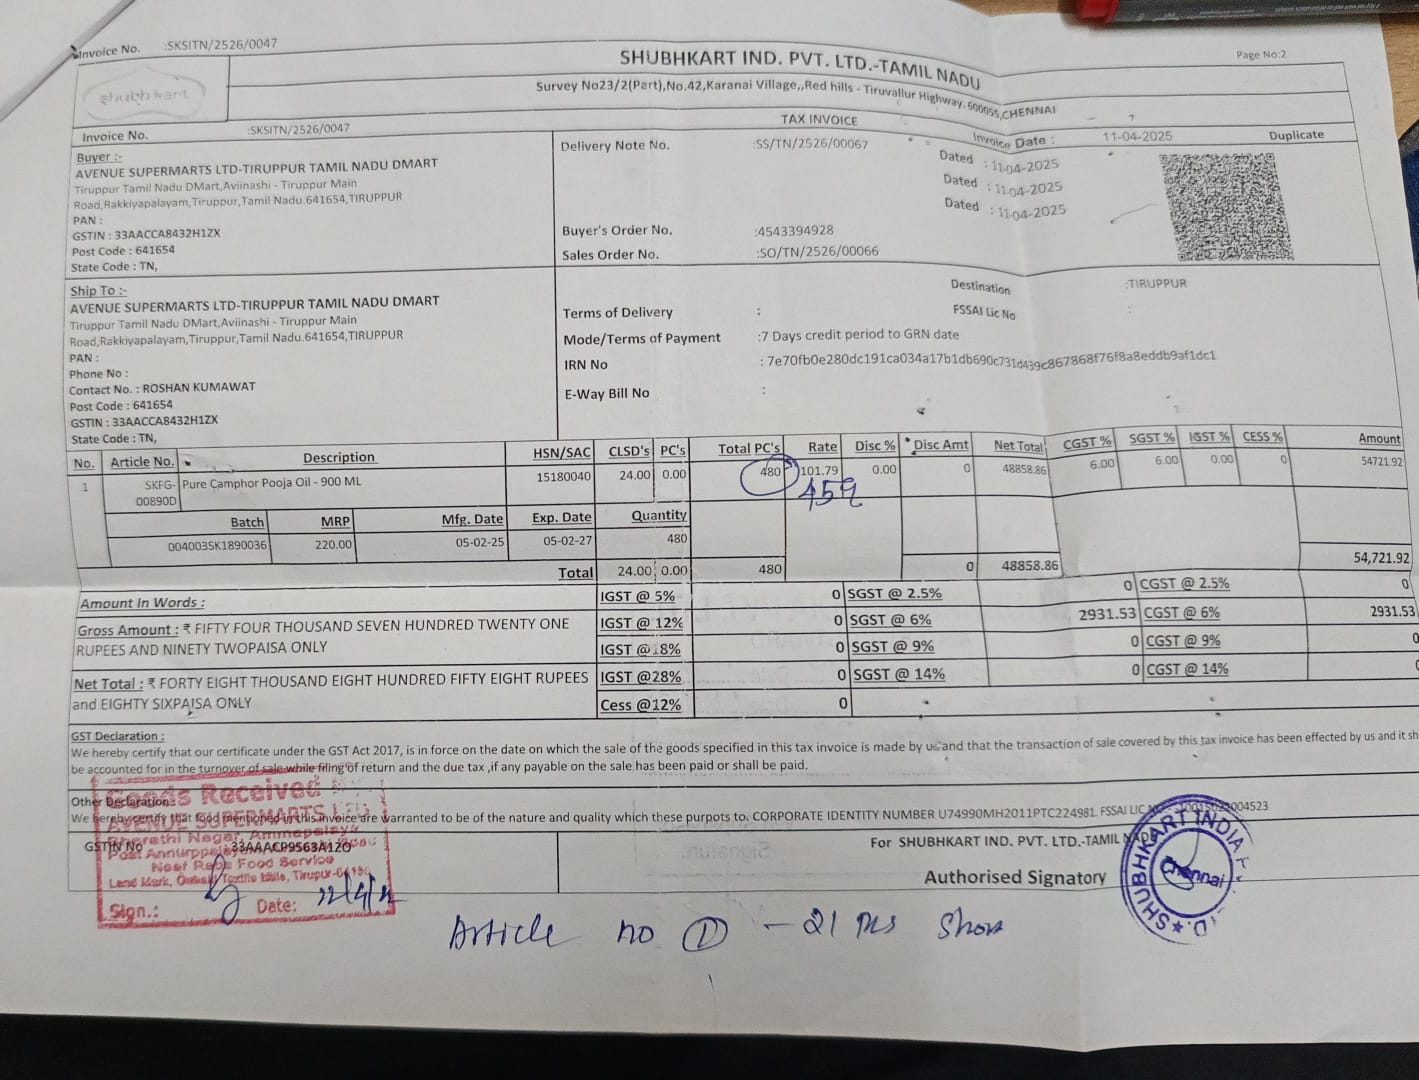 Invoice No. :SKSITN/2526/0047
Page No:2
SHUBHKART IND. PVT. LTD.-TAMIL NADU
shubhkart
Survey No23/2(Part),No.42,Karanai Village,,Red hills - Tiruvallur Highway. 600055,CHENNAI
TAX INVOICE
Invoice No. :SKSITN/2526/0047
Invoice Date : 11-04-2025 Duplicate
Buyer :-
AVENUE SUPERMARTS LTD-TIRUPPUR TAMIL NADU DMART
Tiruppur Tamil Nadu DMart,Aviinashi - Tiruppur Main
Road,Rakkiyapalayam,Tiruppur,Tamil Nadu.641654,TIRUPPUR
PAN :
GSTIN : 33AACCA8432H1ZX
Post Code : 641654
State Code : TN,
Delivery Note No. :SS/TN/2526/00067 Dated :11-04-2025
Dated :11-04-2025
Buyer's Order No. :4543394928 Dated :11-04-2025
Sales Order No. :SO/TN/2526/00066
Ship To :-
AVENUE SUPERMARTS LTD-TIRUPPUR TAMIL NADU DMART
Tiruppur Tamil Nadu DMart,Aviinashi - Tiruppur Main
Road,Rakkiyapalayam,Tiruppur,Tamil Nadu.641654,TIRUPPUR
PAN :
Phone No :
Contact No. : ROSHAN KUMAWAT
Post Code : 641654
GSTIN : 33AACCA8432H1ZX
State Code : TN,
Destination :TIRUPPUR
Terms of Delivery : FSSAI Lic No :
Mode/Terms of Payment :7 Days credit period to GRN date
IRN No : 7e70fb0e280dc191ca034a17b1db690c731d439c867868f76f8a8eddb9af1dc1
E-Way Bill No :
No. Article No. Description HSN/SAC CLSD's PC's Total PC's Rate Disc % Disc Amt Net Total CGST % SGST % IGST % CESS % Amount
1 SKFG-00890D Pure Camphor Pooja Oil - 900 ML 15180040 24.00 0.00 480 101.79 0.00 0 48858.86 6.00 6.00 0.00 0 54721.92
459
Batch MRP Mfg. Date Exp. Date Quantity
004003SK1890036 220.00 05-02-25 05-02-27 480
Total 24.00 0.00 480 0 48858.86 54,721.92
Amount In Words :
Gross Amount : ₹ FIFTY FOUR THOUSAND SEVEN HUNDRED TWENTY ONE
RUPEES AND NINETY TWOPAISA ONLY
Net Total : ₹ FORTY EIGHT THOUSAND EIGHT HUNDRED FIFTY EIGHT RUPEES
and EIGHTY SIXPAISA ONLY
IGST @ 5% 0 SGST @ 2.5% 0 CGST @ 2.5% 0
IGST @ 12% 0 SGST @ 6% 2931.53 CGST @ 6% 2931.53
IGST @ 18% 0 SGST @ 9% 0 CGST @ 9% 0
IGST @28% 0 SGST @ 14% 0 CGST @ 14%
Cess @12% 0
GST Declaration :
We hereby certify that our certificate under the GST Act 2017, is in force on the date on which the sale of the goods specified in this tax invoice is made by us and that the transaction of sale covered by this tax invoice has been effected by us and it sh
be accounted for in the turnover of sale while filing of return and the due tax ,if any payable on the sale has been paid or shall be paid.
Other Declaration :
We hereby certify that food mentioned in this invoice are warranted to be of the nature and quality which these purpots to. CORPORATE IDENTITY NUMBER U74990MH2011PTC224981. FSSAI LIC
GSTIN No :33AAACP9563A1Z0
For SHUBHKART IND. PVT. LTD.-TAMIL NADU
Authorised Signatory
Goods Received
AVENUE SUPERMARTS LTD
Bharathi Nagar, Ammapalayam
Near Food Service
Land Mark, Textile Mills, Tirupur
Sign.: Date:
SHUBHKART INDIA
Chennai
Article no ① - 21 Short